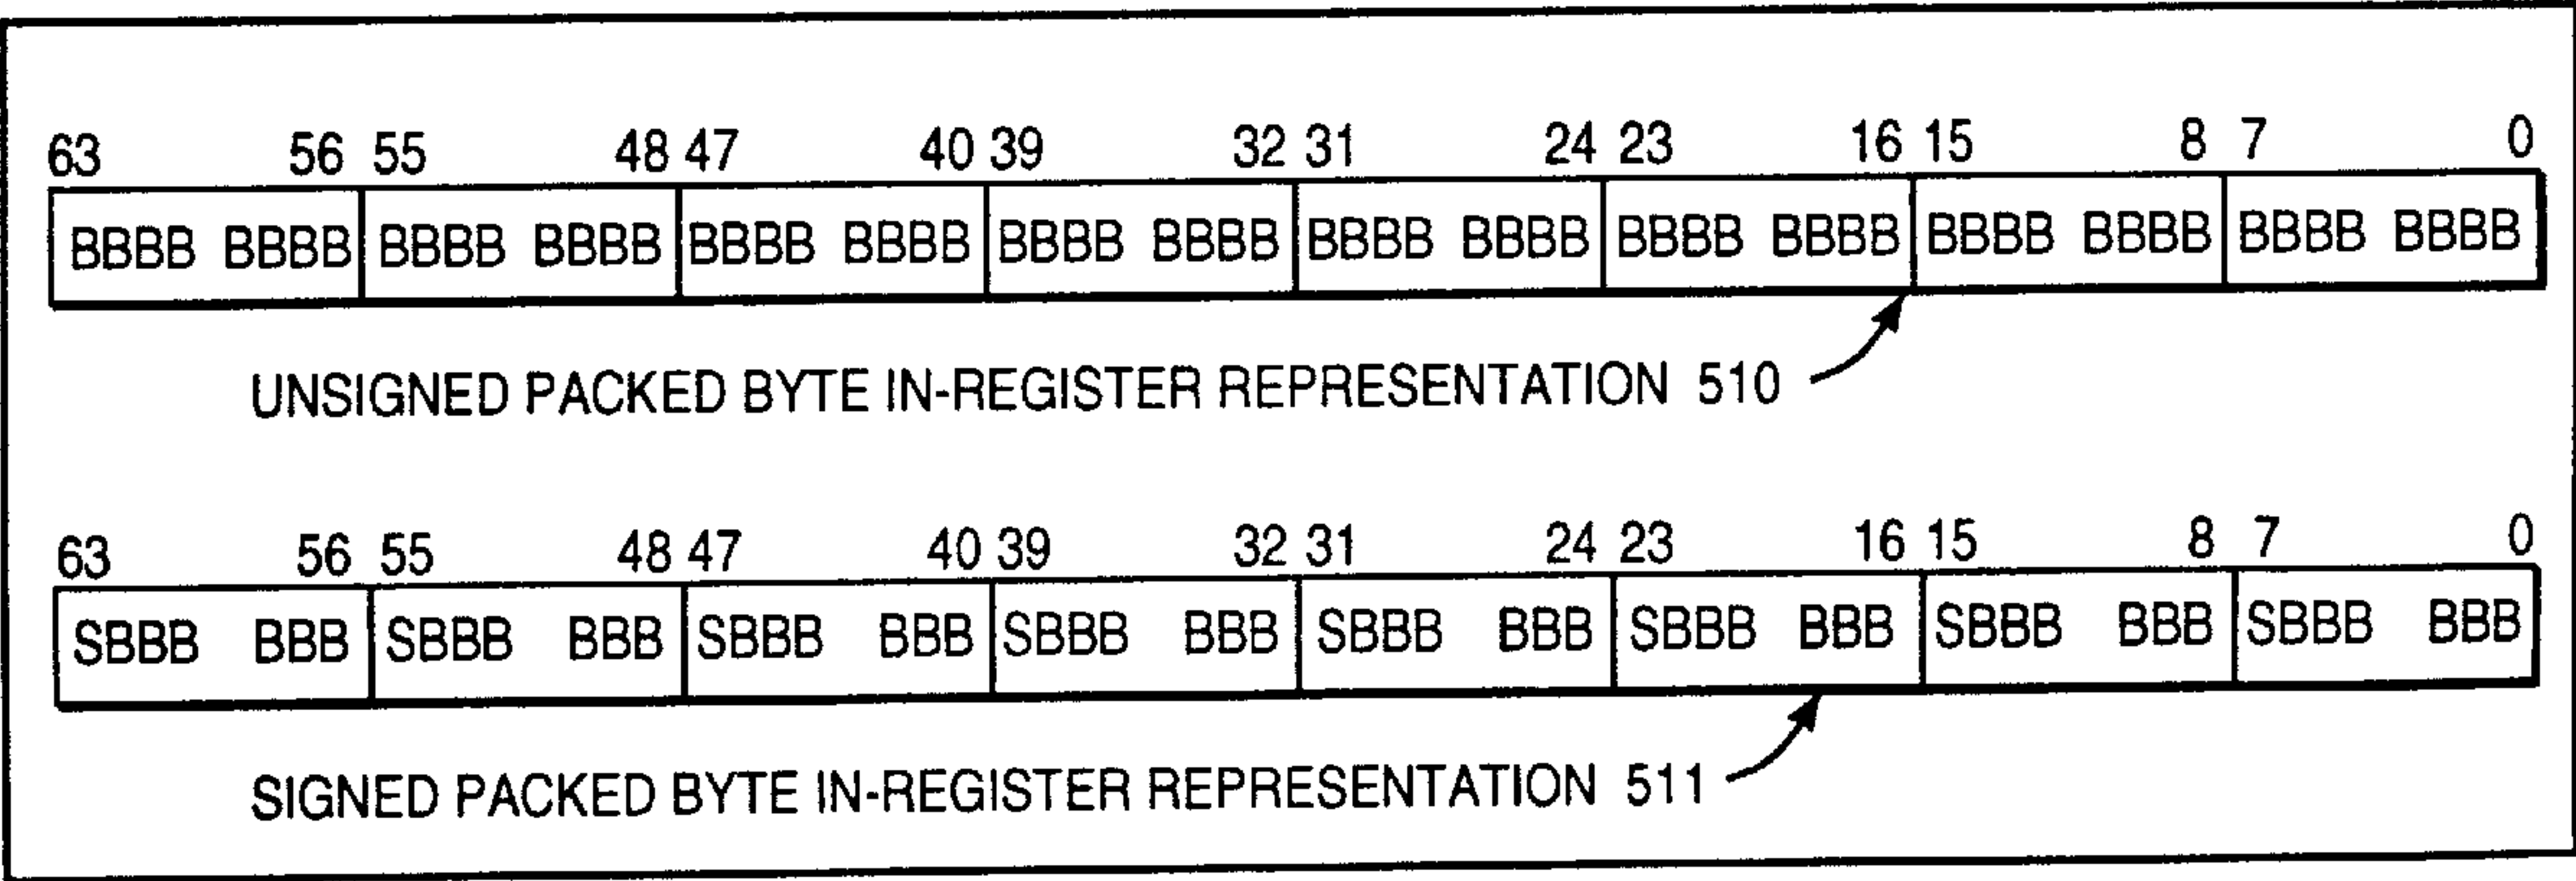 63 56 55 48 47 40 39 32 31 24 23 16 15 8 7 0
BBBB BBBB BBBB BBBB BBBB BBBB BBBB BBBB BBBB BBBB BBBB BBBB BBBB BBBB BBBB BBBB
UNSIGNED PACKED BYTE IN-REGISTER REPRESENTATION 510
63 56 55 48 47 40 39 32 31 24 23 16 15 8 7 0
SBBB BBB SBBB BBB SBBB BBB SBBB BBB SBBB BBB SBBB BBB SBBB BBB SBBB BBB
SIGNED PACKED BYTE IN-REGISTER REPRESENTATION 511